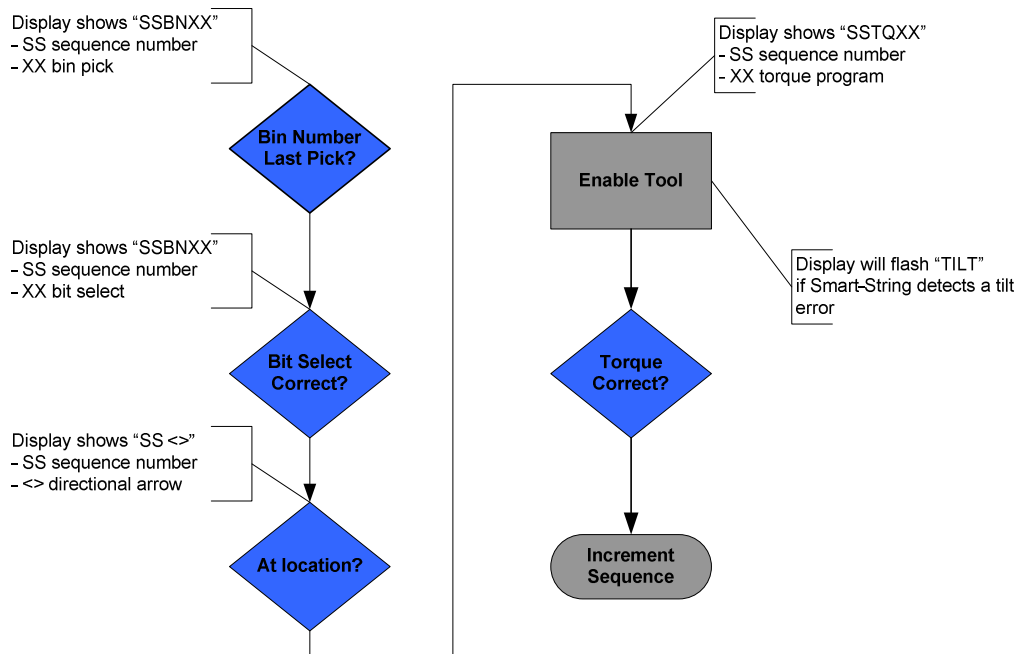 Display shows “SSBNXX”
- SS sequence number
- XX bin pick
Bin Number
Last Pick?
Display shows “SSBNXX”
- SS sequence number
- XX bit select
Bit Select
Correct?
Display shows “SS <>”
- SS sequence number
- <> directional arrow
At location?
Display shows “SSTQXX”
- SS sequence number
- XX torque program
Enable Tool
Display will flash “TILT”
if Smart-String detects a tilt
error
Torque
Correct?
Increment
Sequence